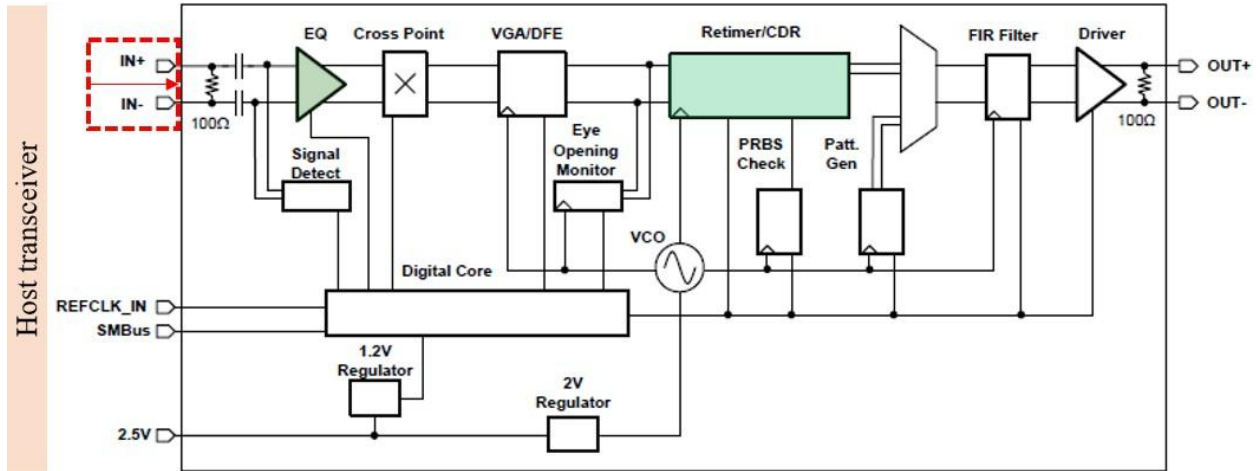 Host transceiver
IN+
IN-
100Ω
EQ
Cross Point
VGA/DFE
Retimer/CDR
FIR Filter
Driver
OUT+
OUT-
100Ω
Signal
Detect
Eye
Opening
Monitor
PRBS
Check
Patt.
Gen
VCO
Digital Core
REFCLK_IN
SMBus
1.2V
Regulator
2V
Regulator
2.5V